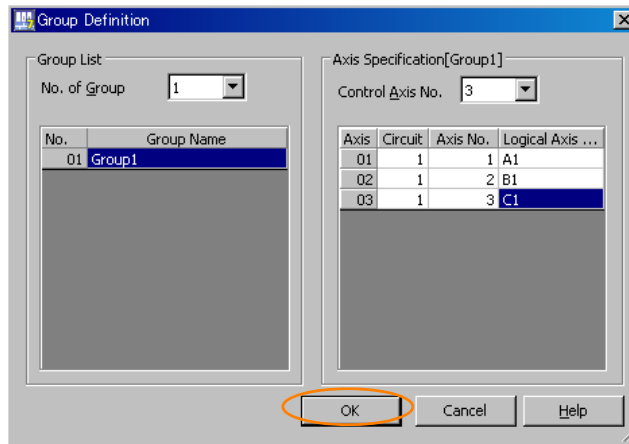 Group Definition
Group List
No. of Group 1
No. Group Name
01 Group1
Axis Specification[Group1]
Control Axis No. 3
Axis Circuit Axis No. Logical Axis ...
01 1 1 A1
02 1 2 B1
03 1 3 C1
OK Cancel Help